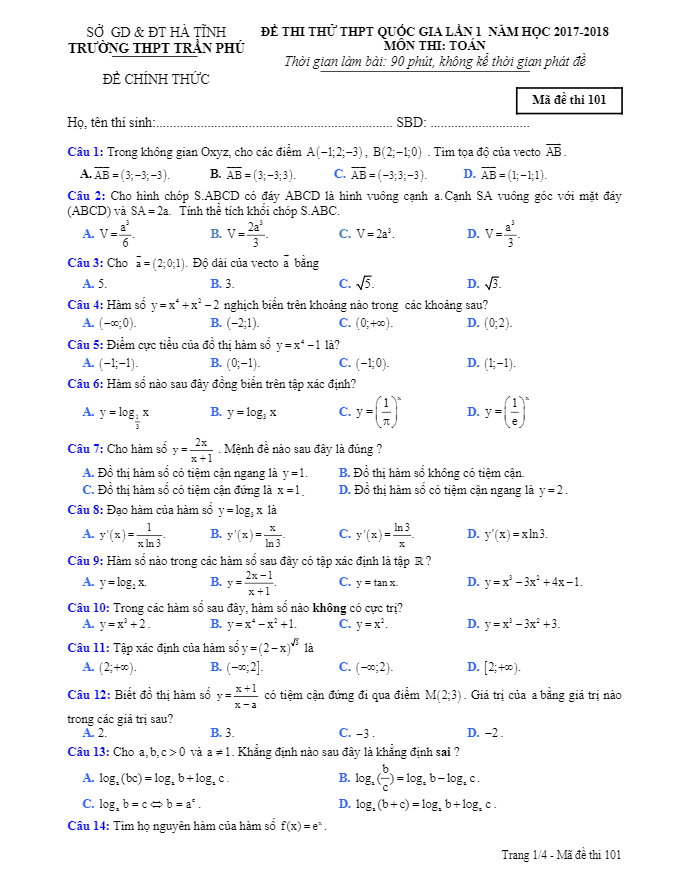 SỞ GD & ĐT HÀ TĨNH
TRƯỜNG THPT TRẦN PHÚ
ĐỀ CHÍNH THỨC
ĐỀ THI THỬ THPT QUỐC GIA LẦN 1 NĂM HỌC 2017-2018
MÔN THI: TOÁN
Thời gian làm bài: 90 phút, không kể thời gian phát đề
Mã đề thi 101
Họ, tên thí sinh:..................................................................... SBD: .............................
Câu 1: Trong không gian Oxyz, cho các điểm A(−1;2;−3), B(2;−1;0) . Tìm tọa độ của vecto $\overline{AB}$.
A. $\overline{AB}$ = (3;−3;−3). B. $\overline{AB}$ = (3;−3;3). C. $\overline{AB}$ = (−3;3;−3). D. $\overline{AB}$ = (1;−1;1).
Câu 2: Cho hình chóp S.ABCD có đáy ABCD là hình vuông cạnh a. Cạnh SA vuông góc với mặt đáy
(ABCD) và SA = 2a. Tính thể tích khối chóp S.ABC.
A. $V=\frac{a^3}{6}$. B. $V=\frac{2a^3}{3}$. C. $V=2a^3$. D. $V=\frac{a^3}{3}$.
Câu 3: Cho $\overline{a}$ = (2;0;1). Độ dài của vecto $\overline{a}$ bằng
A. 5. B. 3. C. $\sqrt{5}$. D. $\sqrt{3}$.
Câu 4: Hàm số $y=x^4+x^2-2$ nghịch biến trên khoảng nào trong các khoảng sau?
A. (−∞;0). B. (−2;1). C. (0;+∞). D. (0;2).
Câu 5: Điểm cực tiểu của đồ thị hàm số $y=x^4-1$ là?
A. (−1;−1). B. (0;−1). C. (−1;0). D. (1;−1).
Câu 6: Hàm số nào sau đây đồng biến trên tập xác định?
A. $y=\log_{\frac{1}{3}}x$ B. $y=\log_2 x$ C. $y=\left(\frac{1}{\pi}\right)^x$ D. $y=\left(\frac{1}{e}\right)^x$
Câu 7: Cho hàm số $y=\frac{2x}{x+1}$ . Mệnh đề nào sau đây là đúng ?
A. Đồ thị hàm số có tiệm cận ngang là y = 1. B. Đồ thị hàm số không có tiệm cận.
C. Đồ thị hàm số có tiệm cận đứng là x = 1 . D. Đồ thị hàm số có tiệm cận ngang là y = 2 .
Câu 8: Đạo hàm của hàm số $y=\log_3 x$ là
A. $y'(x)=\frac{1}{x\ln 3}$. B. $y'(x)=\frac{x}{\ln 3}$. C. $y'(x)=\frac{\ln 3}{x}$. D. $y'(x)=x\ln 3$.
Câu 9: Hàm số nào trong các hàm số sau đây có tập xác định là tập ℝ ?
A. $y=\log_2 x$. B. $y=\frac{2x-1}{x+1}$. C. y = tan x. D. $y=x^3-3x^2+4x-1$.
Câu 10: Trong các hàm số sau đây, hàm số nào không có cực trị?
A. $y=x^3+2$ . B. $y=x^4-x^2+1$. C. $y=x^2$. D. $y=x^3-3x^2+3$.
Câu 11: Tập xác định của hàm số $y=(2-x)^{\sqrt{3}}$ là
A. (2;+∞). B. (−∞;2]. C. (−∞;2). D. [2;+∞).
Câu 12: Biết đồ thị hàm số $y=\frac{x+1}{x-a}$ có tiệm cận đứng đi qua điểm M(2;3) . Giá trị của a bằng giá trị nào
trong các giá trị sau?
A. 2. B. 3. C. −3 . D. −2 .
Câu 13: Cho a, b, c > 0 và a ≠ 1. Khẳng định nào sau đây là khẳng định sai ?
A. $\log_a(bc)=\log_a b+\log_a c$ . B. $\log_a(\frac{b}{c})=\log_a b-\log_a c$ .
C. $\log_a b=c\Leftrightarrow b=a^c$ . D. $\log_a(b+c)=\log_a b+\log_a c$ .
Câu 14: Tìm họ nguyên hàm của hàm số $f(x)=e^x$ .
Trang 1/4 - Mã đề thi 101